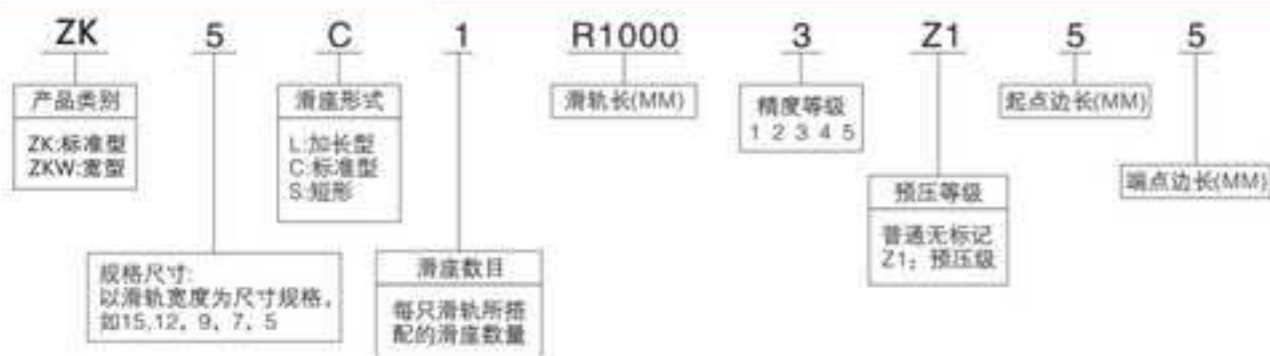 ZK 5 C 1 R1000 3 Z1 5 5
产品类别
ZK:标准型
ZKW:宽型
规格尺寸:
以滑轨宽度为尺寸规格,
如15,12, 9, 7, 5
滑座形式
L:加长型
C:标准型
S:短形
滑座数目
每只滑轨所搭
配的滑座数量
滑轨长(MM)
精度等级
1 2 3 4 5
预压等级
普通无标记
Z1; 预压级
起点边长(MM)
端点边长(MM)